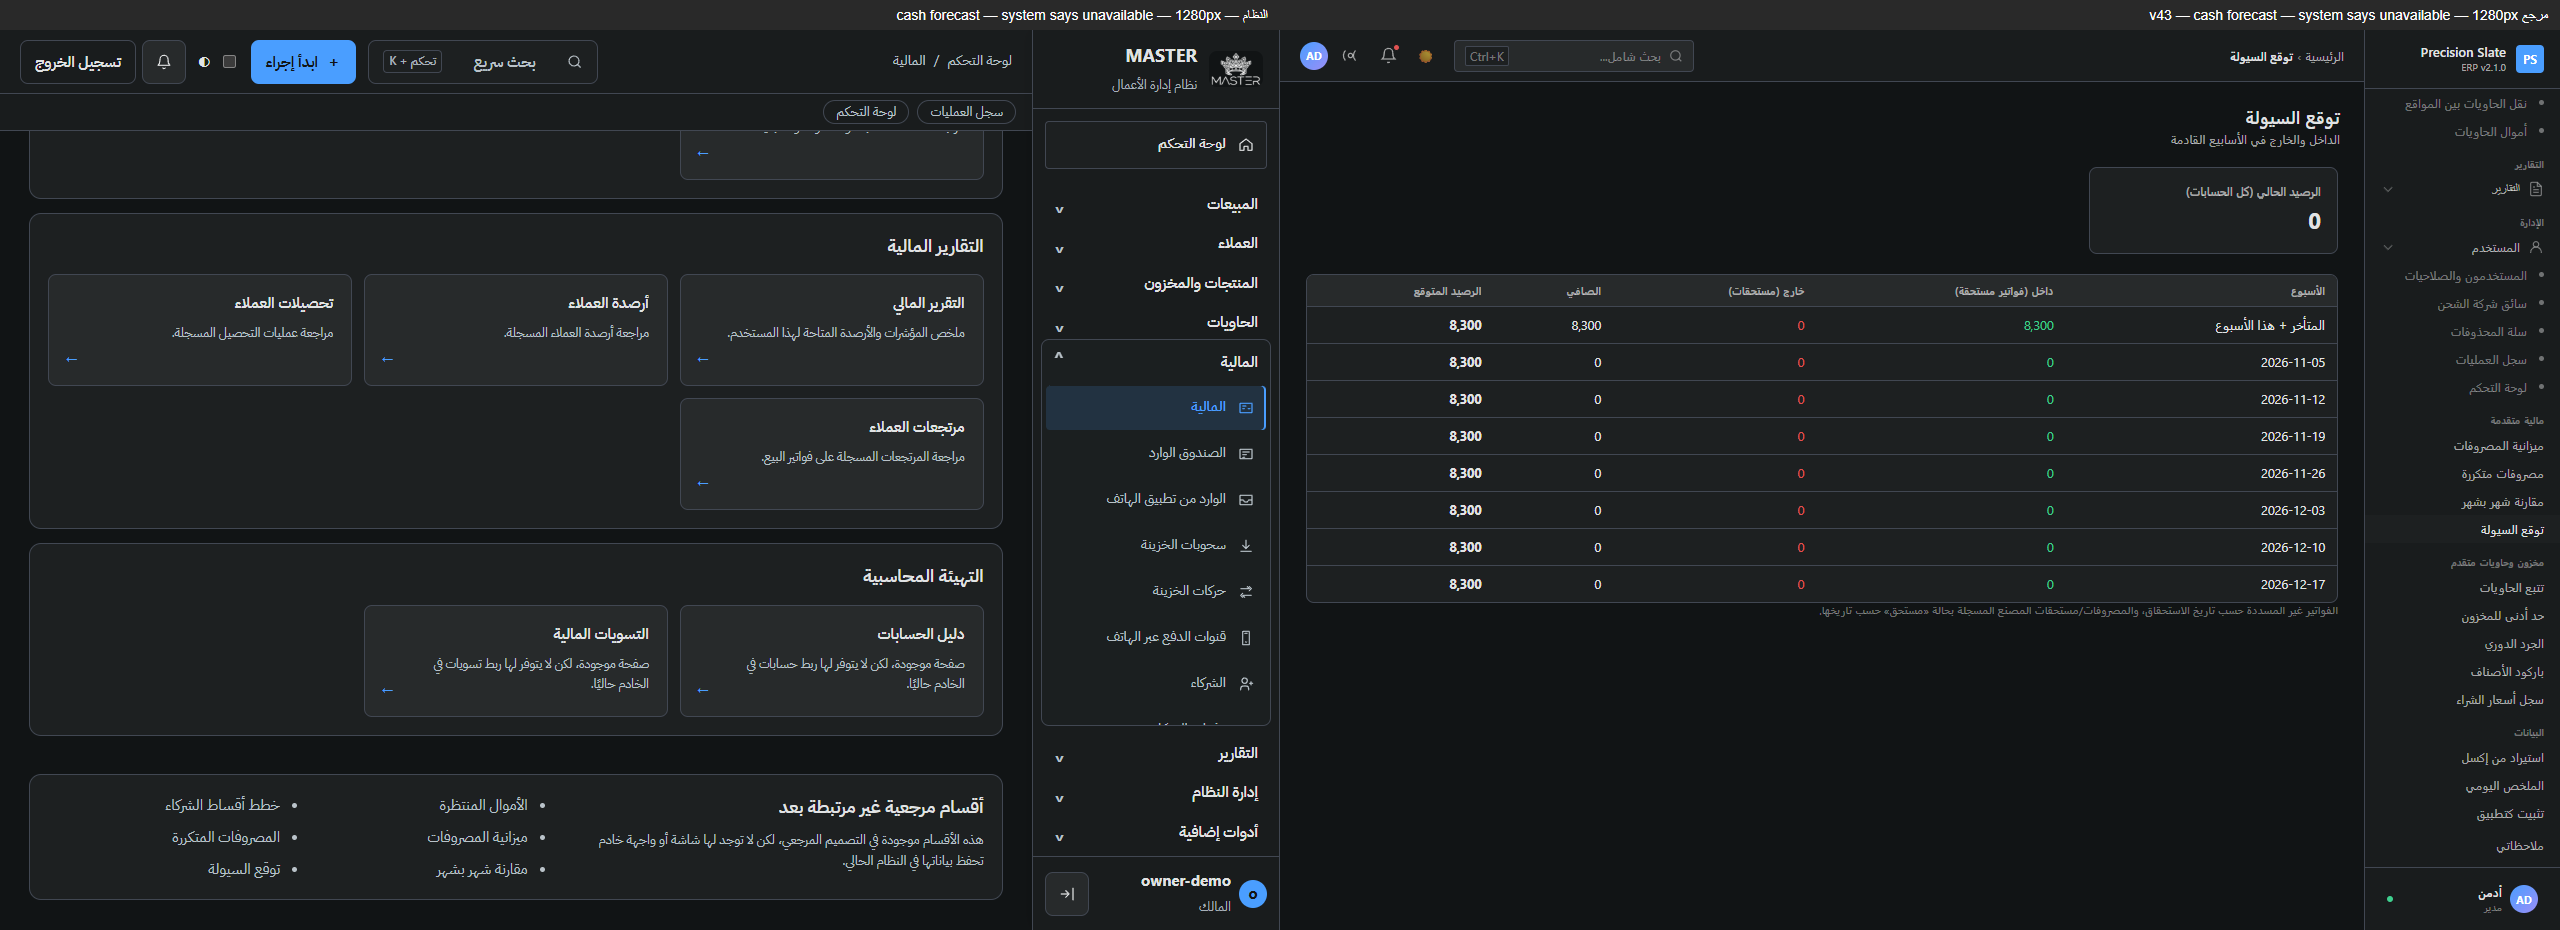 مرجع v43 — cash forecast — system says unavailable — 1280px
Precision Slate
ERP v2.1.0
PS
نقل الحاويات بين المواقع
أموال الحاويات
التقارير
التقارير
الإدارة
المستخدم
المستخدمون والصلاحيات
سائق شركة الشحن
سلة المحذوفات
سجل العمليات
لوحة التحكم
مالية متقدمة
ميزانية المصروفات
مصروفات متكررة
مقارنة شهر بشهر
توقع السيولة
مخزون وحاويات متقدم
تتبع الحاويات
حد أدنى للمخزون
الجرد الدوري
باركود الأصناف
سجل أسعار الشراء
البيانات
استيراد من إكسل
الملخص اليومي
تثبيت كتطبيق
ملاحظاتي
أدمن
مدير
AD
الرئيسية › توقع السيولة
بحث شامل... Ctrl+K
AD
توقع السيولة
الداخل والخارج في الأسابيع القادمة
الرصيد الحالي (كل الحسابات)
0
الأسبوع داخل (فواتير مستحقة) خارج (مستحقات) الصافي الرصيد المتوقع
المتأخر + هذا الأسبوع 8,300 0 8,300 8,300
2026-11-05 0 0 0 8,300
2026-11-12 0 0 0 8,300
2026-11-19 0 0 0 8,300
2026-11-26 0 0 0 8,300
2026-12-03 0 0 0 8,300
2026-12-10 0 0 0 8,300
2026-12-17 0 0 0 8,300
الفواتير غير المسددة حسب تاريخ الاستحقاق، والمصروفات/مستحقات المصنع المسجلة بحالة «مستحق» حسب تاريخها.
النظام — cash forecast — system says unavailable — 1280px
MASTER
نظام إدارة الأعمال
MASTER
لوحة التحكم
المبيعات
العملاء
المنتجات والمخزون
الحاويات
المالية
المالية
الصندوق الوارد
الوارد من تطبيق الهاتف
سحوبات الخزينة
حركات الخزينة
قنوات الدفع عبر الهاتف
الشركاء
التقارير
إدارة النظام
أدوات إضافية
owner-demo
المالك
o
لوحة التحكم / المالية
بحث سريع تحكم + K
+ ابدأ إجراء
تسجيل الخروج
سجل العمليات
لوحة التحكم
التقارير المالية
التقرير المالي
ملخص المؤشرات والأرصدة المتاحة لهذا المستخدم.
أرصدة العملاء
مراجعة أرصدة العملاء المسجلة.
تحصيلات العملاء
مراجعة عمليات التحصيل المسجلة.
مرتجعات العملاء
مراجعة المرتجعات المسجلة على فواتير البيع.
التهيئة المحاسبية
دليل الحسابات
صفحة موجودة، لكن لا يتوفر لها ربط حسابات في
الخادم حاليًا.
التسويات المالية
صفحة موجودة، لكن لا يتوفر لها ربط تسويات في
الخادم حاليًا.
أقسام مرجعية غير مرتبطة بعد
هذه الأقسام موجودة في التصميم المرجعي، لكن لا توجد لها شاشة أو واجهة خادم
تحفظ بياناتها في النظام الحالي.
الأموال المنتظرة
خطط أقساط الشركاء
ميزانية المصروفات
المصروفات المتكررة
مقارنة شهر بشهر
توقع السيولة